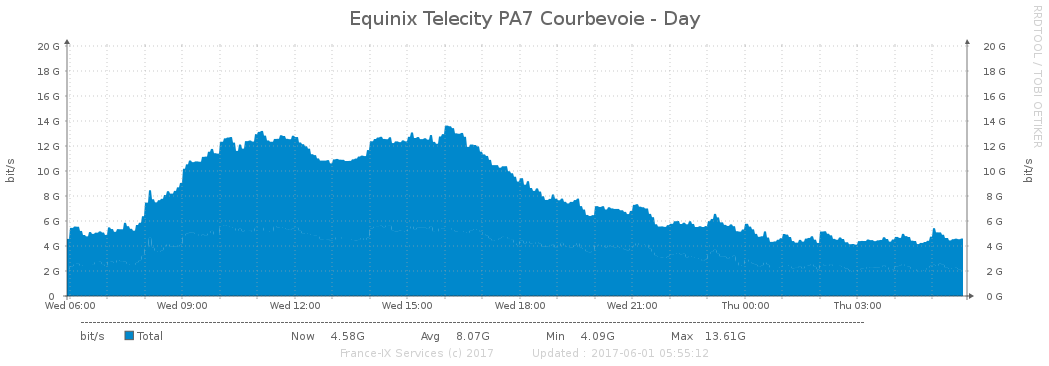 Equinix Telecity PA7 Courbevoie - Day
RRDTOOL / TOBI OETIKER
bit/s
20 G 20 G
18 G 18 G
16 G 16 G
14 G 14 G
12 G 12 G
10 G 10 G
8 G 8 G
6 G 6 G
4 G 4 G
2 G 2 G
0 0 G
bit/s
Wed 06:00 Wed 09:00 Wed 12:00 Wed 15:00 Wed 18:00 Wed 21:00 Thu 00:00 Thu 03:00
bit/s Total Now 4.58G Avg 8.07G Min 4.09G Max 13.61G
France-IX Services (c) 2017 Updated : 2017-06-01 05:55:12